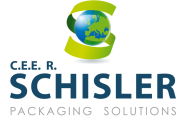 C.E.E. R.
SCHISLER
PACKAGING SOLUTIONS